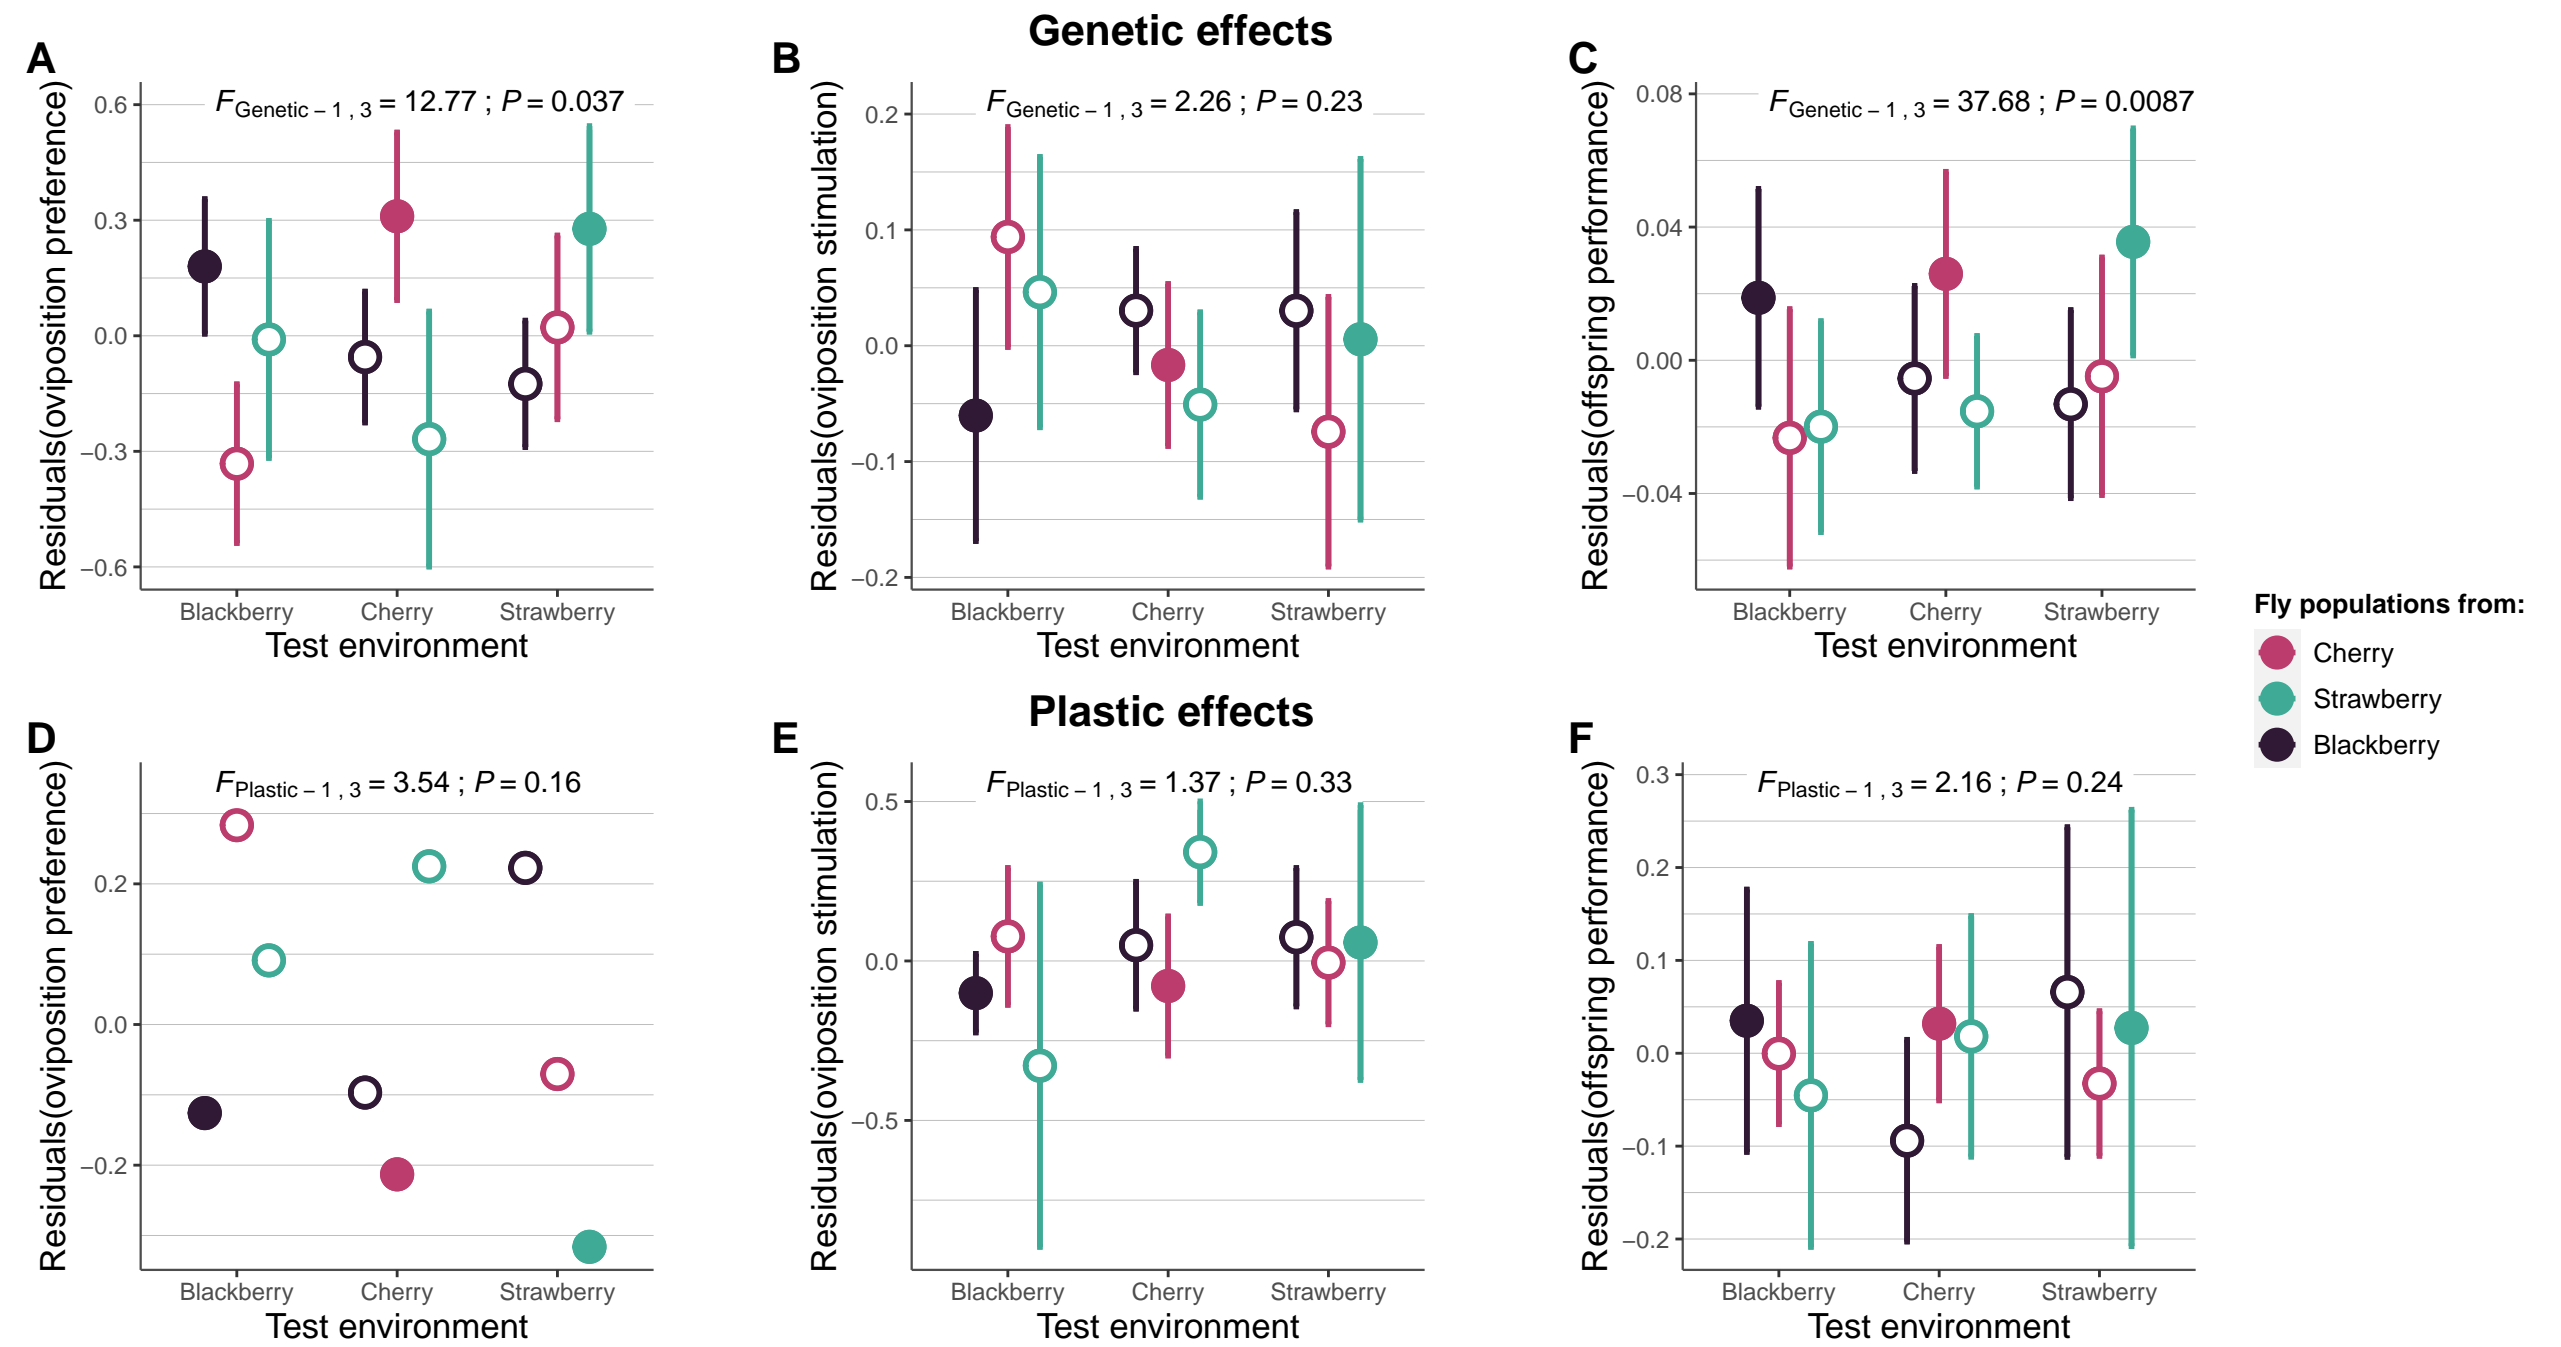 Genetic effects
A
Residuals(oviposition preference)
F Genetic – 1 , 3 = 12.77 ; P = 0.037
0.6
0.3
0.0
−0.3
−0.6
Blackberry Cherry Strawberry
Test environment
B
Residuals(oviposition stimulation)
F Genetic – 1 , 3 = 2.26 ; P = 0.23
0.2
0.1
0.0
−0.1
−0.2
Blackberry Cherry Strawberry
Test environment
C
Residuals(offspring performance)
F Genetic – 1 , 3 = 37.68 ; P = 0.0087
0.08
0.04
0.00
−0.04
Blackberry Cherry Strawberry
Test environment
Fly populations from:
Cherry
Strawberry
Blackberry
Plastic effects
D
Residuals(oviposition preference)
F Plastic – 1 , 3 = 3.54 ; P = 0.16
0.2
0.0
−0.2
Blackberry Cherry Strawberry
Test environment
E
Residuals(oviposition stimulation)
F Plastic – 1 , 3 = 1.37 ; P = 0.33
0.5
0.0
−0.5
Blackberry Cherry Strawberry
Test environment
F
Residuals(offspring performance)
F Plastic – 1 , 3 = 2.16 ; P = 0.24
0.3
0.2
0.1
0.0
−0.1
−0.2
Blackberry Cherry Strawberry
Test environment